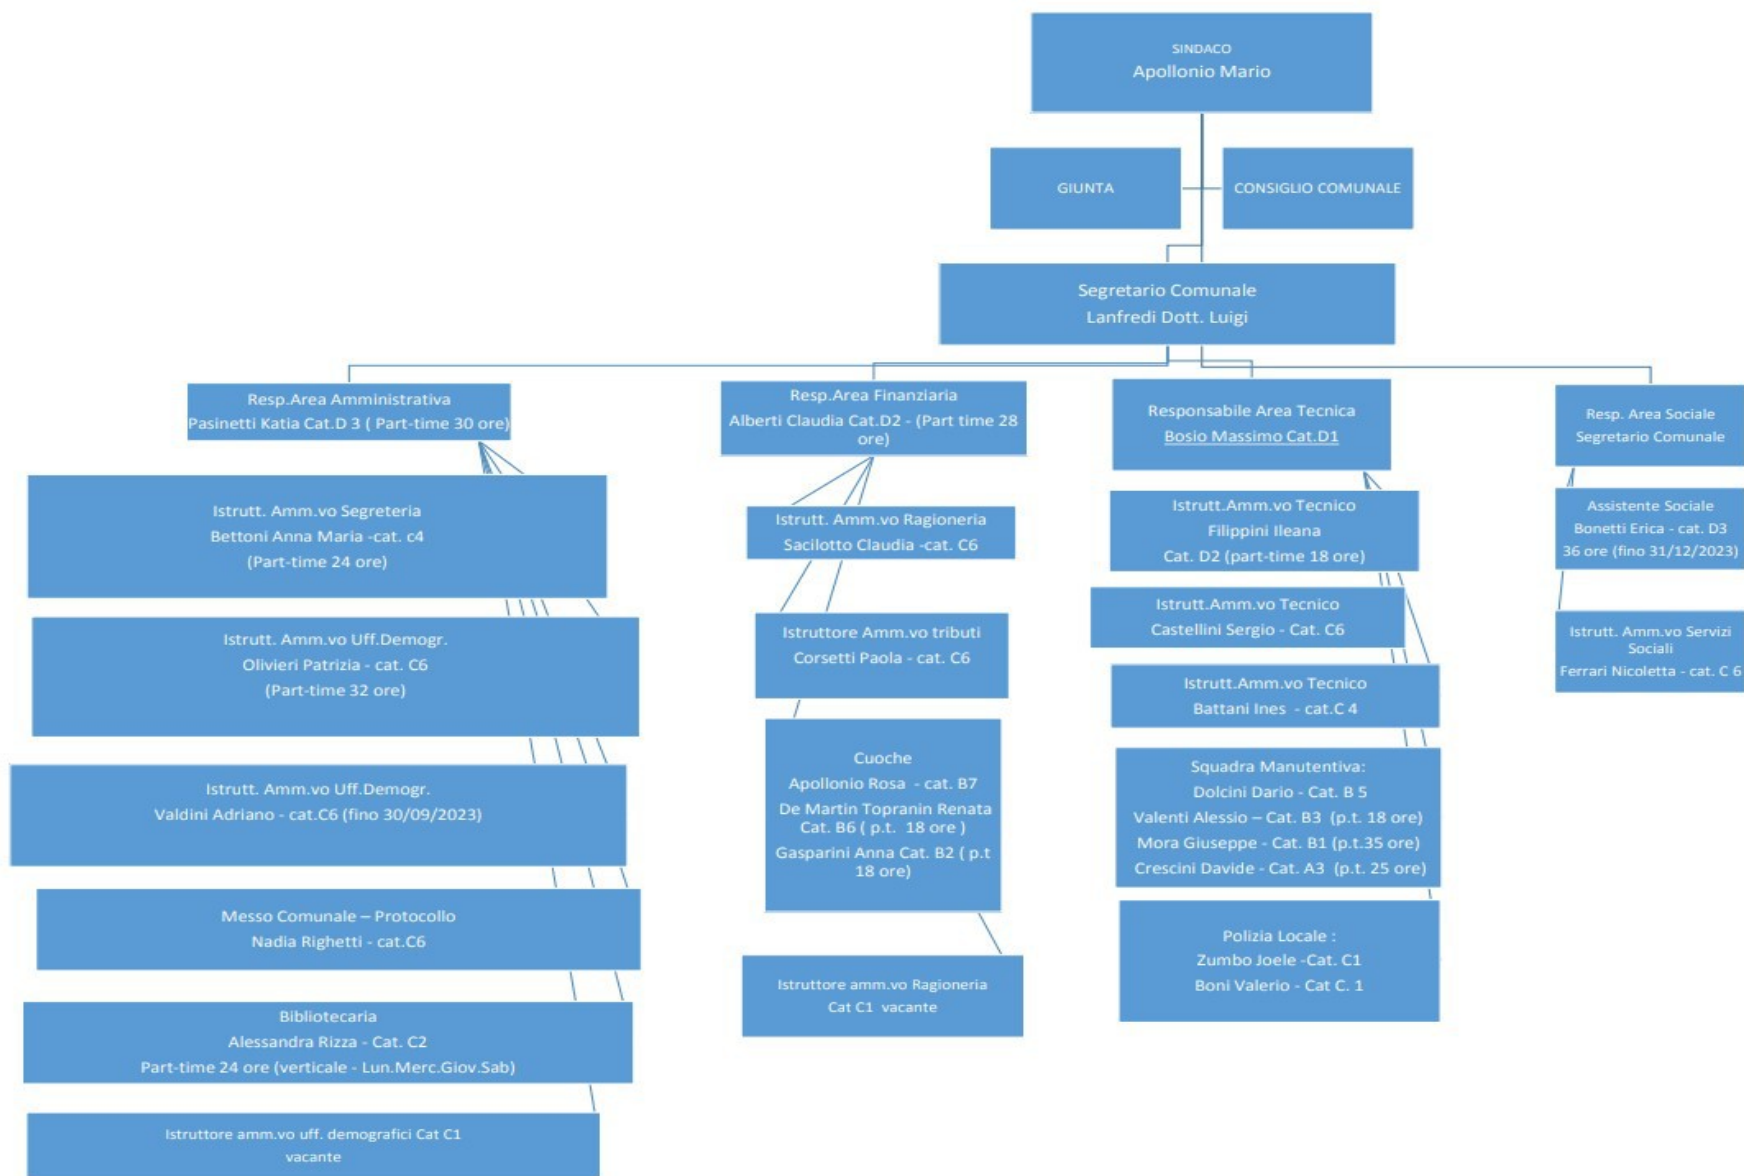 SINDACO
Apollonio Mario
GIUNTA
CONSIGLIO COMUNALE
Segretario Comunale
Lanfredi Dott. Luigi
Resp.Area Amministrativa
Pasinetti Katia Cat.D 3 ( Part-time 30 ore)
Istrutt. Amm.vo Segreteria
Bettoni Anna Maria -cat. c4
(Part-time 24 ore)
Istrutt. Amm.vo Uff.Demogr.
Olivieri Patrizia - cat. C6
(Part-time 32 ore)
Istrutt. Amm.vo Uff.Demogr.
Valdini Adriano - cat.C6 (fino 30/09/2023)
Messo Comunale – Protocollo
Nadia Righetti - cat.C6
Bibliotecaria
Alessandra Rizza - Cat. C2
Part-time 24 ore (verticale - Lun.Merc.Giov.Sab)
Istruttore amm.vo uff. demografici Cat C1
vacante
Resp.Area Finanziaria
Alberti Claudia Cat.D2 - (Part time 28
ore)
Istrutt. Amm.vo Ragioneria
Sacilotto Claudia -cat. C6
Istruttore Amm.vo tributi
Corsetti Paola - cat. C6
Cuoche
Apollonio Rosa - cat. B7
De Martin Topranin Renata
Cat. B6 ( p.t. 18 ore )
Gasparini Anna Cat. B2 ( p.t
18 ore)
Istruttore amm.vo Ragioneria
Cat C1 vacante
Responsabile Area Tecnica
Bosio Massimo Cat.D1
Istrutt.Amm.vo Tecnico
Filippini Ileana
Cat. D2 (part-time 18 ore)
Istrutt.Amm.vo Tecnico
Castellini Sergio - Cat. C6
Istrutt.Amm.vo Tecnico
Battani Ines - cat.C 4
Squadra Manutentiva:
Dolcini Dario - Cat. B 5
Valenti Alessio – Cat. B3 (p.t. 18 ore)
Mora Giuseppe - Cat. B1 (p.t.35 ore)
Crescini Davide - Cat. A3 (p.t. 25 ore)
Polizia Locale :
Zumbo Joele -Cat. C1
Boni Valerio - Cat C. 1
Resp. Area Sociale
Segretario Comunale
Assistente Sociale
Bonetti Erica - cat. D3
36 ore (fino 31/12/2023)
Istrutt. Amm.vo Servizi
Sociali
Ferrari Nicoletta - cat. C 6